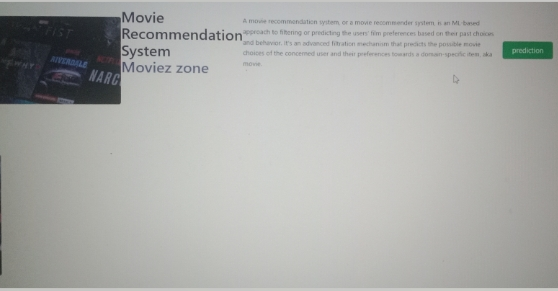 FIST
RIVERDALE
NARC
Movie
Recommendation
System
Moviez zone
A movie recommendation system, or a movie recommender system, is an ML-based
approach to filtering or predicting the users' film preferences based on their past choices
and behavior. It's an advanced filtration mechanism that predicts the possible movie
choices of the concerned user and their preferences towards a domain-specific item, aka
movie.
prediction